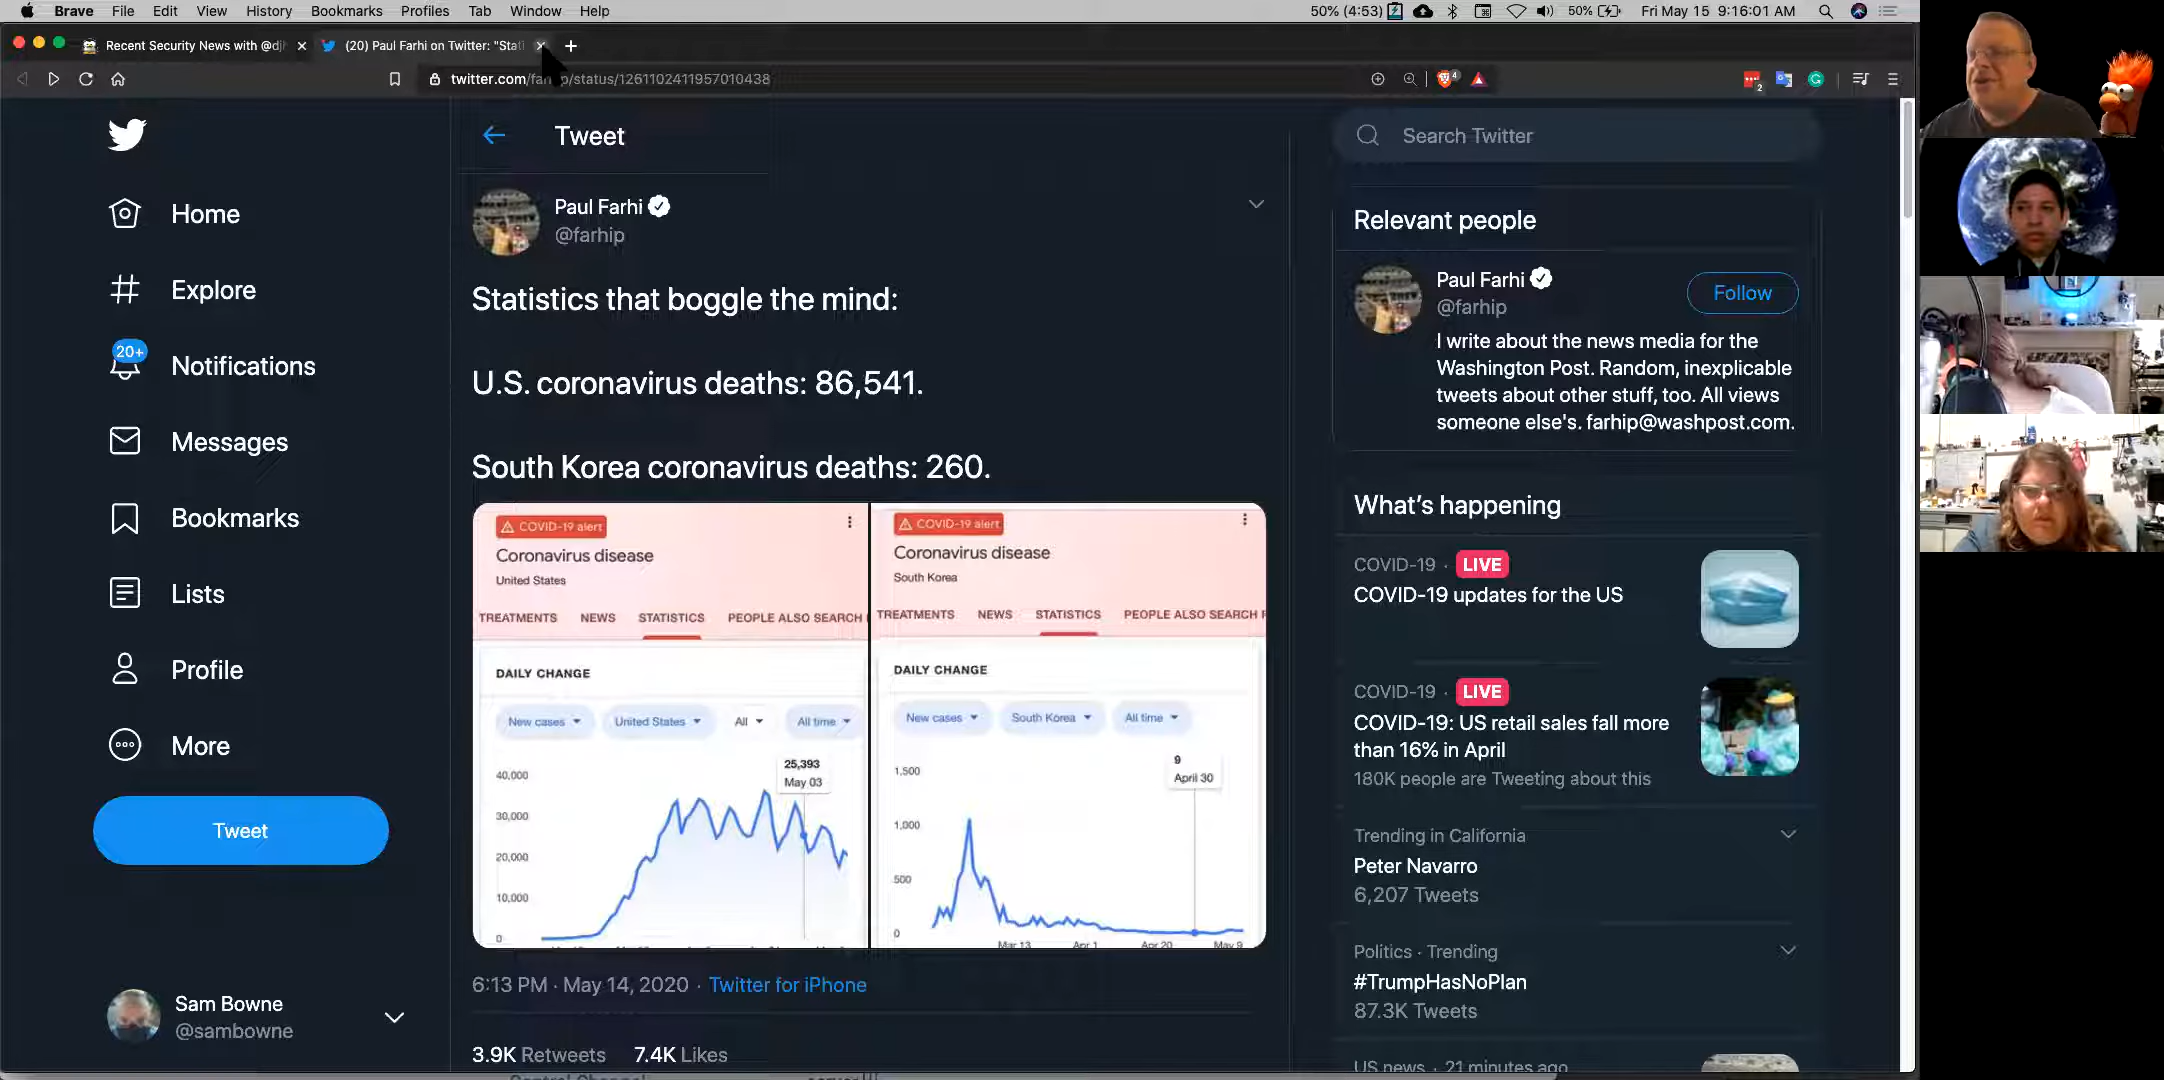 Brave File Edit View History Bookmarks Profiles Tab Window Help
50% (4:53) 50% Fri May 15 9:16:01 AM
Recent Security News with @djh
(20) Paul Farhi on Twitter: "Stati
twitter.com/farhip/status/1261102411957010438
4
2
Home
Explore
20+
Notifications
Messages
Bookmarks
Lists
Profile
More
Tweet
Sam Bowne
@sambowne
Tweet
Paul Farhi
@farhip
Statistics that boggle the mind:
U.S. coronavirus deaths: 86,541.
South Korea coronavirus deaths: 260.
COVID-19 alert
Coronavirus disease
United States
TREATMENTS NEWS STATISTICS PEOPLE ALSO SEARCH
DAILY CHANGE
New cases United States All All time
25,393
May 03
40,000
30,000
20,000
10,000
0
COVID-19 alert
Coronavirus disease
South Korea
TREATMENTS NEWS STATISTICS PEOPLE ALSO SEARCH F
DAILY CHANGE
New cases South Korea All time
9
April 30
1,500
1,000
500
0
Mar 13 Apr 1 Apr 20 May 9
6:13 PM · May 14, 2020 · Twitter for iPhone
3.9K Retweets 7.4K Likes
Search Twitter
Relevant people
Paul Farhi
@farhip
Follow
I write about the news media for the
Washington Post. Random, inexplicable
tweets about other stuff, too. All views
someone else's. farhip@washpost.com.
What's happening
COVID-19 · LIVE
COVID-19 updates for the US
COVID-19 · LIVE
COVID-19: US retail sales fall more
than 16% in April
180K people are Tweeting about this
Trending in California
Peter Navarro
6,207 Tweets
Politics · Trending
#TrumpHasNoPlan
87.3K Tweets
US news · 21 minutes ago